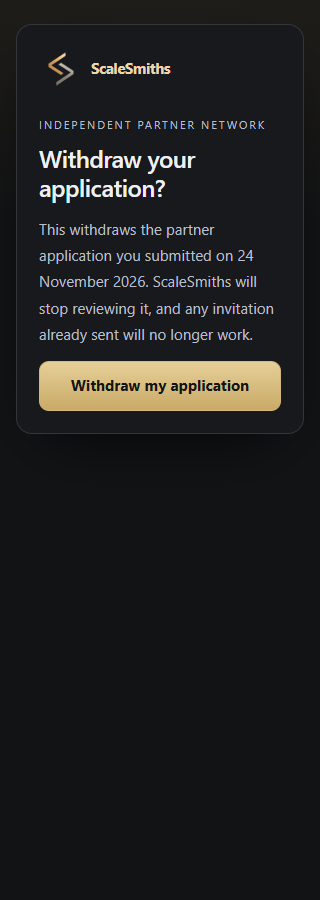 ScaleSmiths
INDEPENDENT PARTNER NETWORK
Withdraw your
application?
This withdraws the partner
application you submitted on 24
November 2026. ScaleSmiths will
stop reviewing it, and any invitation
already sent will no longer work.
Withdraw my application